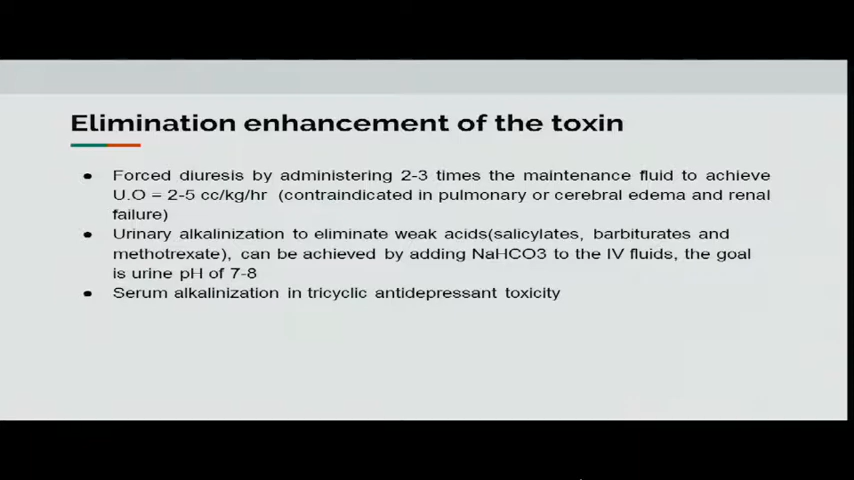 Elimination enhancement of the toxin
● Forced diuresis by administering 2-3 times the maintenance fluid to achieve
U.O = 2-5 cc/kg/hr (contraindicated in pulmonary or cerebral edema and renal
failure)
● Urinary alkalinization to eliminate weak acids(salicylates, barbiturates and
methotrexate), can be achieved by adding NaHCO3 to the IV fluids, the goal
is urine pH of 7-8
● Serum alkalinization in tricyclic antidepressant toxicity